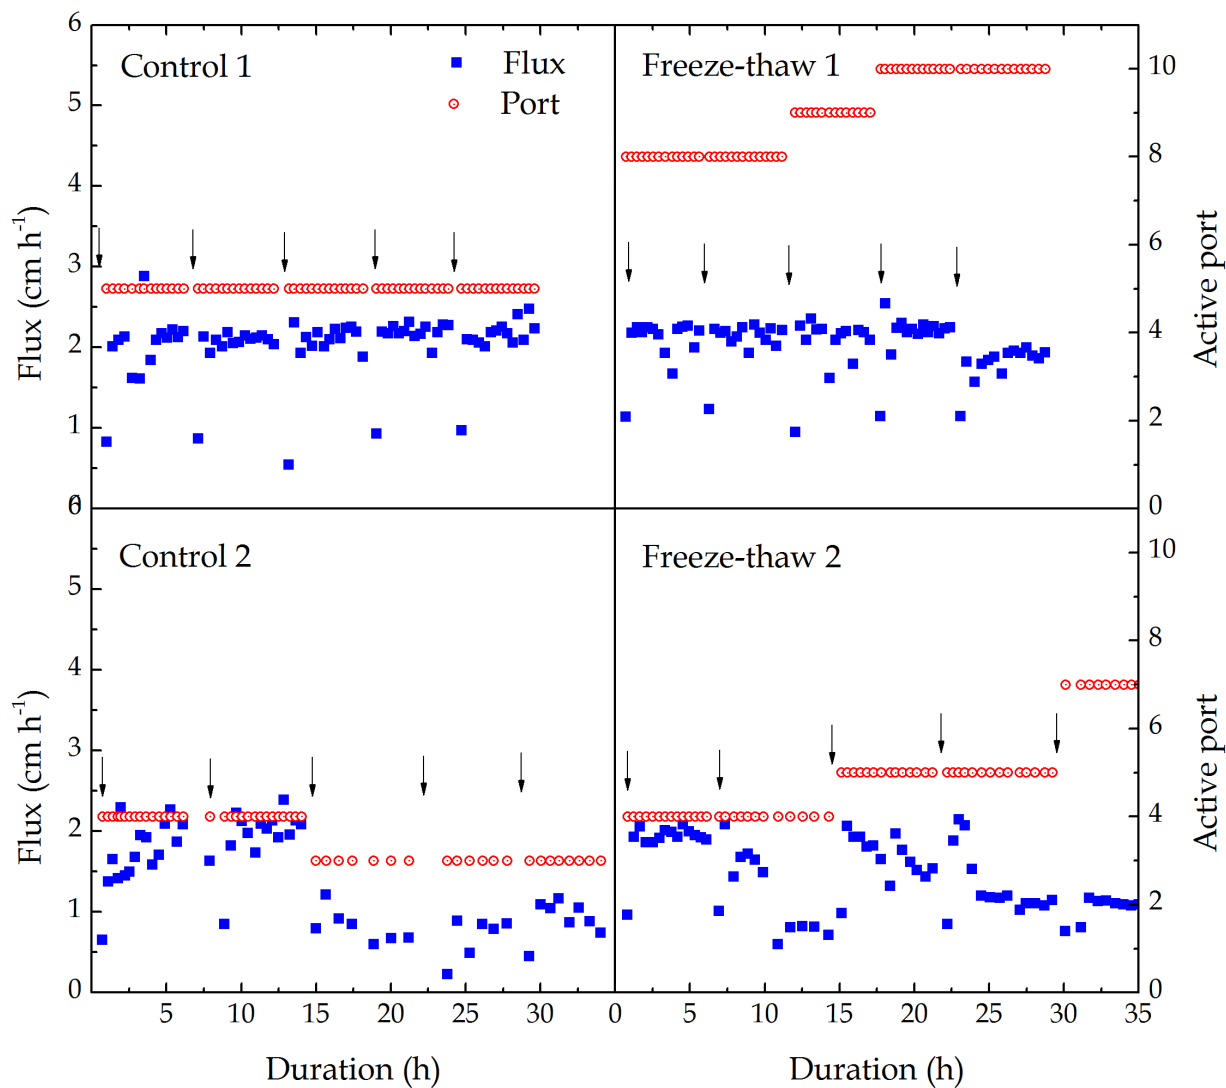 Control 1
Flux
Port
Freeze-thaw 1
6
5
4
3
2
1
0
6
Flux (cm h⁻¹)
10
8
6
4
2
0
Active port
Control 2
Freeze-thaw 2
5
4
3
2
1
0
Flux (cm h⁻¹)
10
8
6
4
2
0
Active port
5 10 15 20 25 30 0 5 10 15 20 25 30 35
Duration (h) Duration (h)